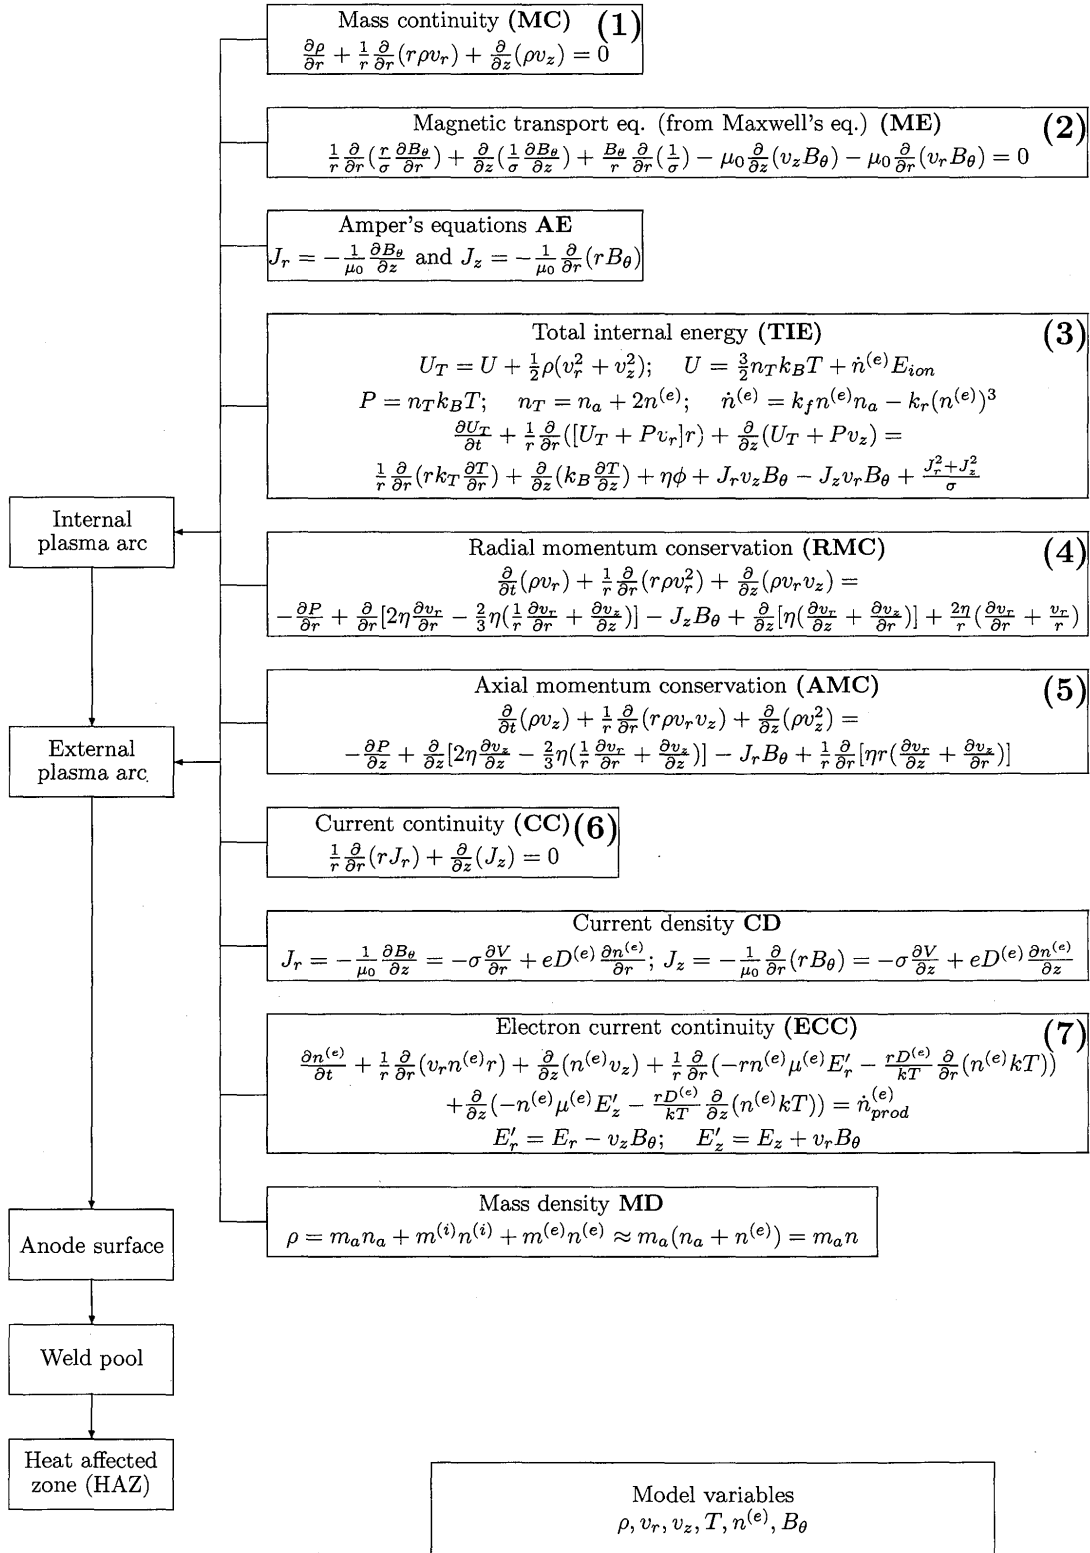 Mass continuity (MC) (1)
∂ρ/∂r + 1/r ∂/∂r(rρv_r) + ∂/∂z(ρv_z) = 0
Magnetic transport eq. (from Maxwell's eq.) (ME) (2)
1/r ∂/∂r(r/σ ∂B_θ/∂r) + ∂/∂z(1/σ ∂B_θ/∂z) + B_θ/r ∂/∂r(1/σ) − μ_0 ∂/∂z(v_z B_θ) − μ_0 ∂/∂r(v_r B_θ) = 0
Amper's equations AE
J_r = −1/μ_0 ∂B_θ/∂z and J_z = −1/μ_0 ∂/∂r(rB_θ)
Total internal energy (TIE) (3)
U_T = U + 1/2 ρ(v_r^2 + v_z^2); U = 3/2 n_T k_B T + ṅ^(e) E_ion
P = n_T k_B T; n_T = n_a + 2n^(e); ṅ^(e) = k_f n^(e) n_a − k_r(n^(e))^3
∂U_T/∂t + 1/r ∂/∂r([U_T + Pv_r]r) + ∂/∂z(U_T + Pv_z) =
1/r ∂/∂r(rk_T ∂T/∂r) + ∂/∂z(k_B ∂T/∂z) + ηφ + J_r v_z B_θ − J_z v_r B_θ + (J_r^2 + J_z^2)/σ
Internal
plasma arc
Radial momentum conservation (RMC) (4)
∂/∂t(ρv_r) + 1/r ∂/∂r(rρv_r^2) + ∂/∂z(ρv_r v_z) =
−∂P/∂r + ∂/∂r[2η ∂v_r/∂r − 2/3 η(1/r ∂v_r/∂r + ∂v_z/∂z)] − J_z B_θ + ∂/∂z[η(∂v_r/∂z + ∂v_z/∂r)] + 2η/r(∂v_r/∂r + v_r/r)
Axial momentum conservation (AMC) (5)
∂/∂t(ρv_z) + 1/r ∂/∂r(rρv_r v_z) + ∂/∂z(ρv_z^2) =
−∂P/∂z + ∂/∂z[2η ∂v_z/∂z − 2/3 η(1/r ∂v_r/∂r + ∂v_z/∂z)] − J_r B_θ + 1/r ∂/∂r[ηr(∂v_r/∂z + ∂v_z/∂r)]
External
plasma arc
Current continuity (CC) (6)
1/r ∂/∂r(rJ_r) + ∂/∂z(J_z) = 0
Current density CD
J_r = −1/μ_0 ∂B_θ/∂z = −σ ∂V/∂r + eD^(e) ∂n^(e)/∂r; J_z = −1/μ_0 ∂/∂r(rB_θ) = −σ ∂V/∂z + eD^(e) ∂n^(e)/∂z
Electron current continuity (ECC) (7)
∂n^(e)/∂t + 1/r ∂/∂r(v_r n^(e) r) + ∂/∂z(n^(e) v_z) + 1/r ∂/∂r(−rn^(e) μ^(e) E′_r − rD^(e)/kT ∂/∂r(n^(e) kT))
+∂/∂z(−n^(e) μ^(e) E′_z − rD^(e)/kT ∂/∂z(n^(e) kT)) = ṅ^(e)_prod
E′_r = E_r − v_z B_θ; E′_z = E_z + v_r B_θ
Mass density MD
ρ = m_a n_a + m^(i) n^(i) + m^(e) n^(e) ≈ m_a(n_a + n^(e)) = m_a n
Anode surface
Weld pool
Heat affected
zone (HAZ)
Model variables
ρ, v_r, v_z, T, n^(e), B_θ